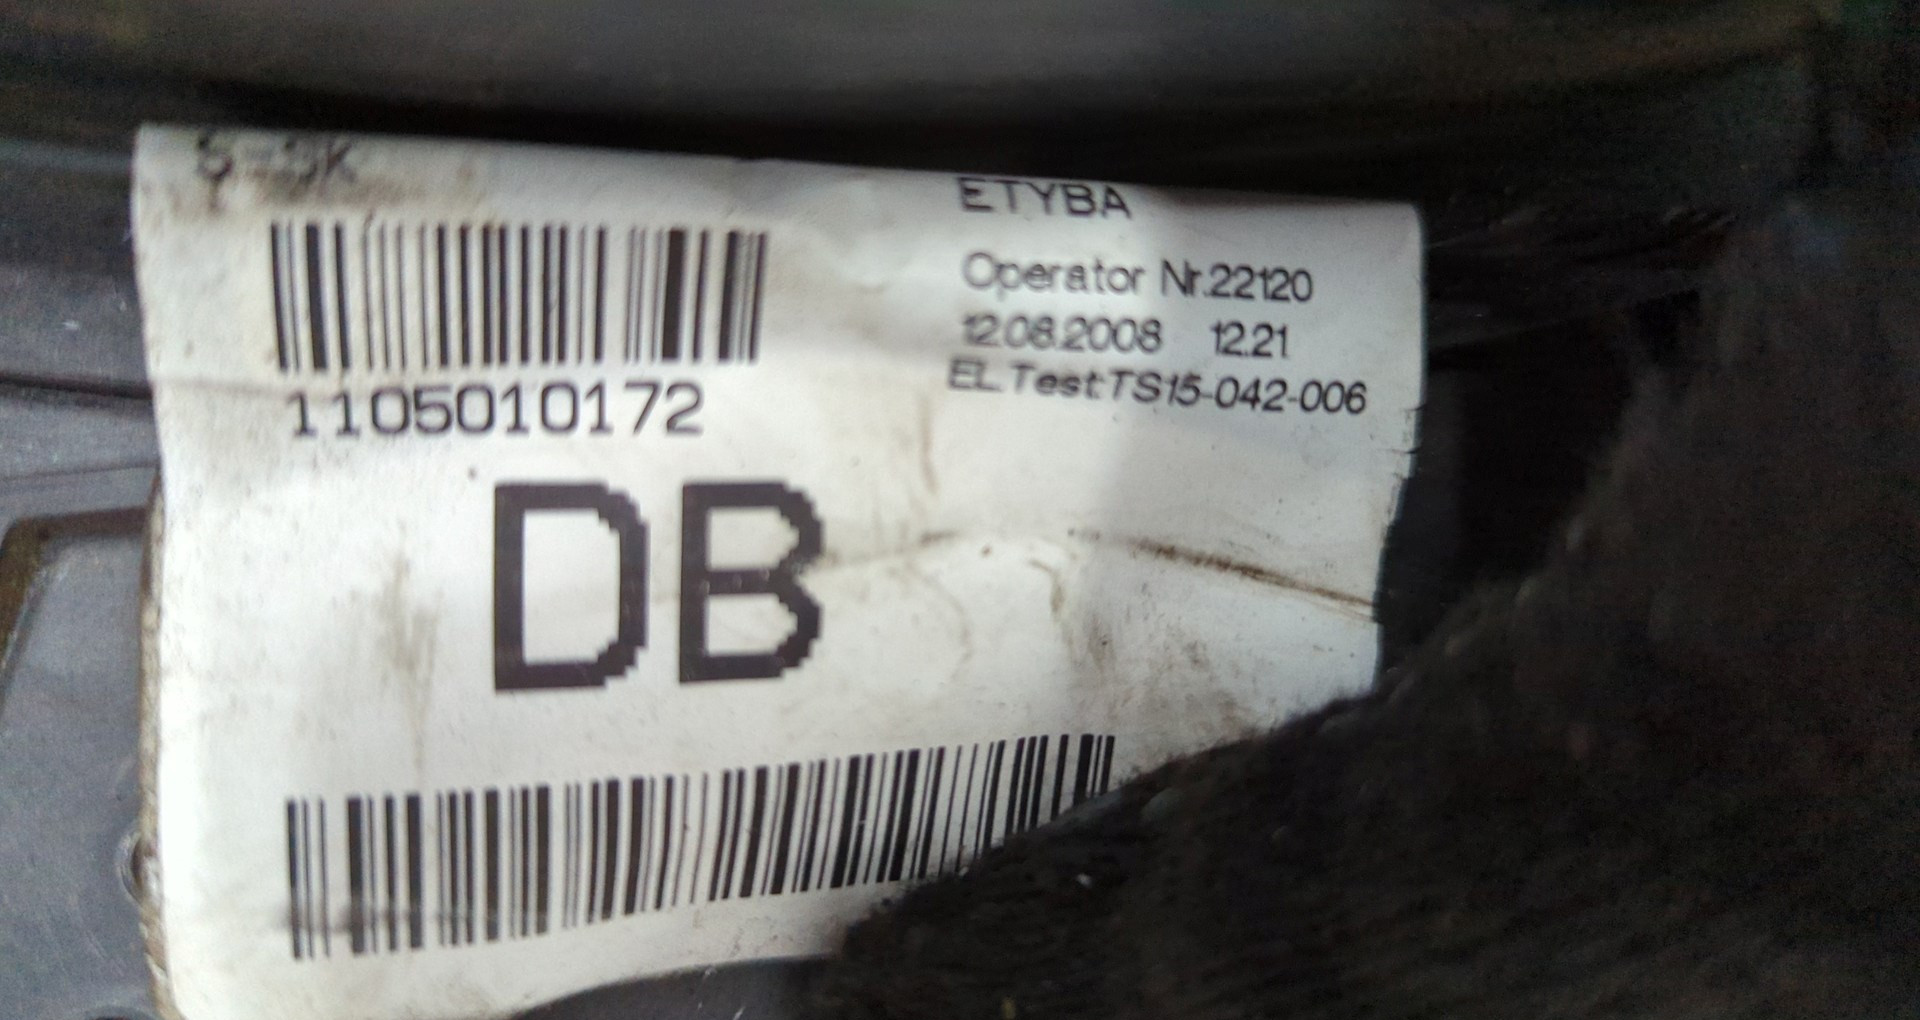 ETYBA
Operator Nr.22120
12.08.2008 12.21
EL.Test:TS15-042-006
1105010172
DB